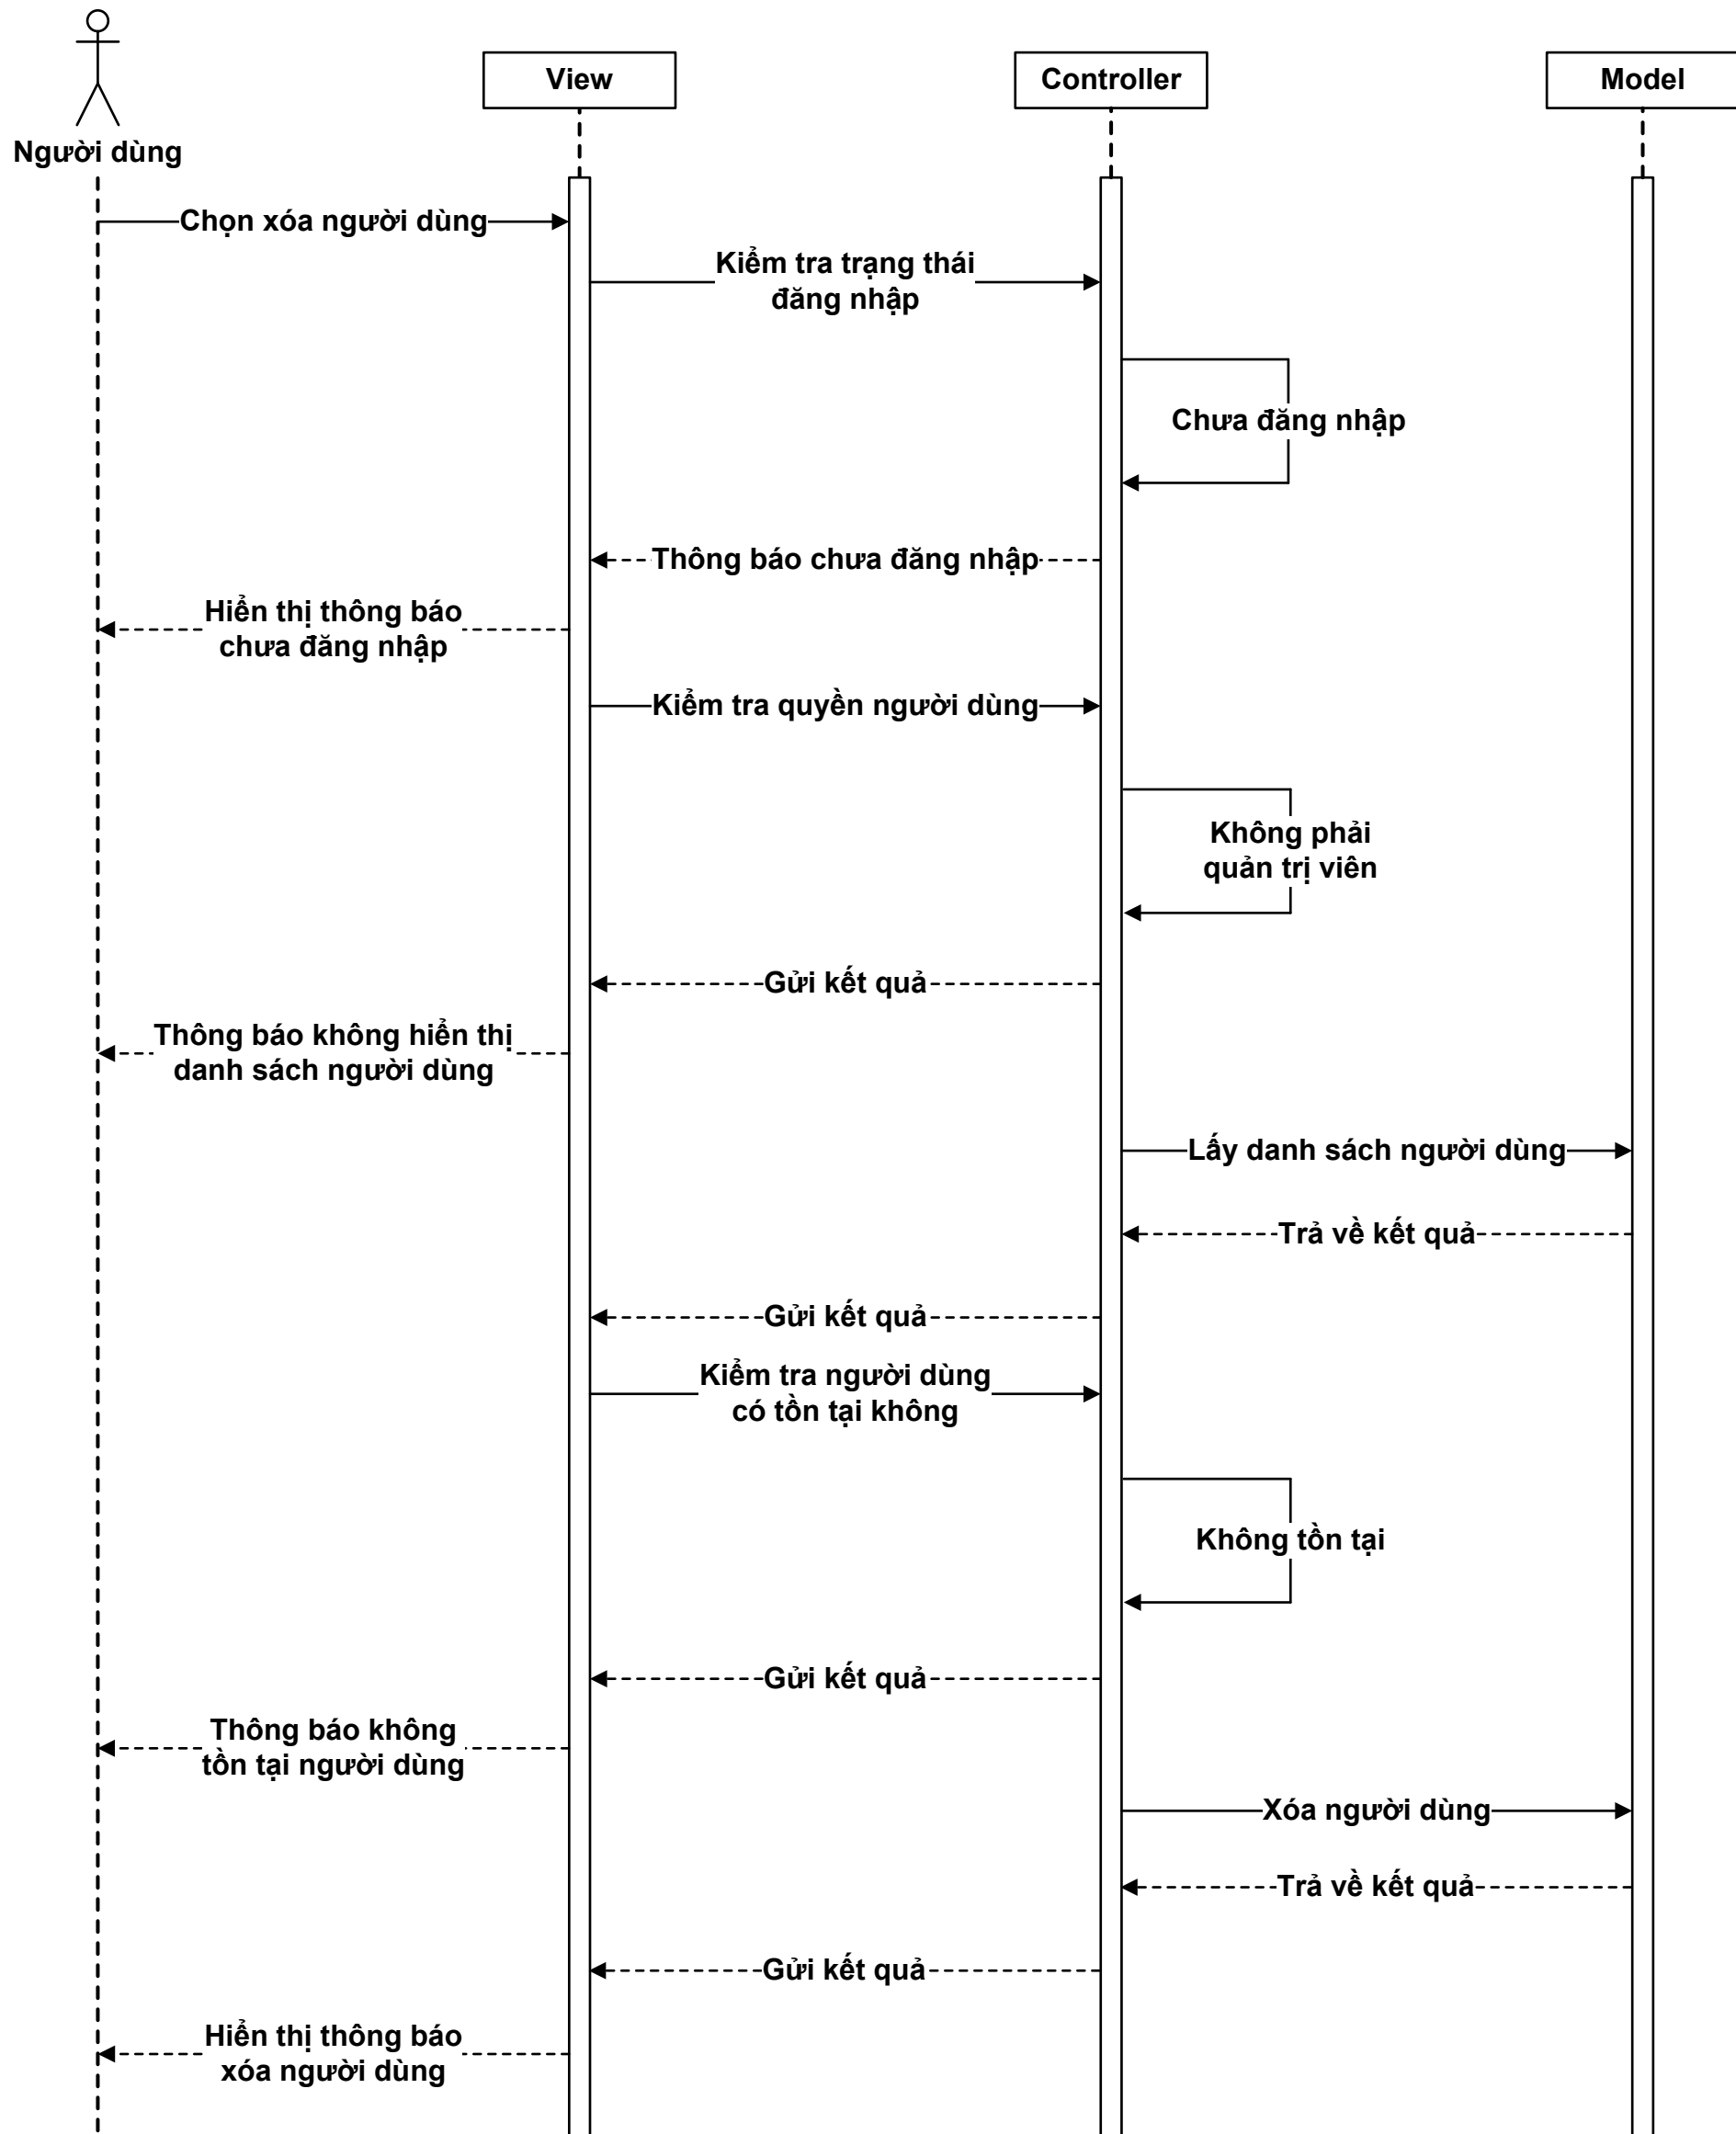 View
Controller
Model
Người dùng
Chọn xóa người dùng
Kiểm tra trạng thái
đăng nhập
Chưa đăng nhập
Thông báo chưa đăng nhập
Hiển thị thông báo
chưa đăng nhập
Kiểm tra quyền người dùng
Không phải
quản trị viên
Gửi kết quả
Thông báo không hiển thị
danh sách người dùng
Lấy danh sách người dùng
Trả về kết quả
Gửi kết quả
Kiểm tra người dùng
có tồn tại không
Không tồn tại
Gửi kết quả
Thông báo không
tồn tại người dùng
Xóa người dùng
Trả về kết quả
Gửi kết quả
Hiển thị thông báo
xóa người dùng